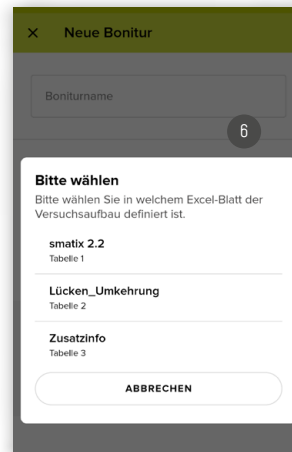 × Neue Bonitur
Boniturname
6
Bitte wählen
Bitte wählen Sie in welchem Excel-Blatt der
Versuchsaufbau definiert ist.
smatix 2.2
Tabelle 1
Lücken_Umkehrung
Tabelle 2
Zusatzinfo
Tabelle 3
ABBRECHEN